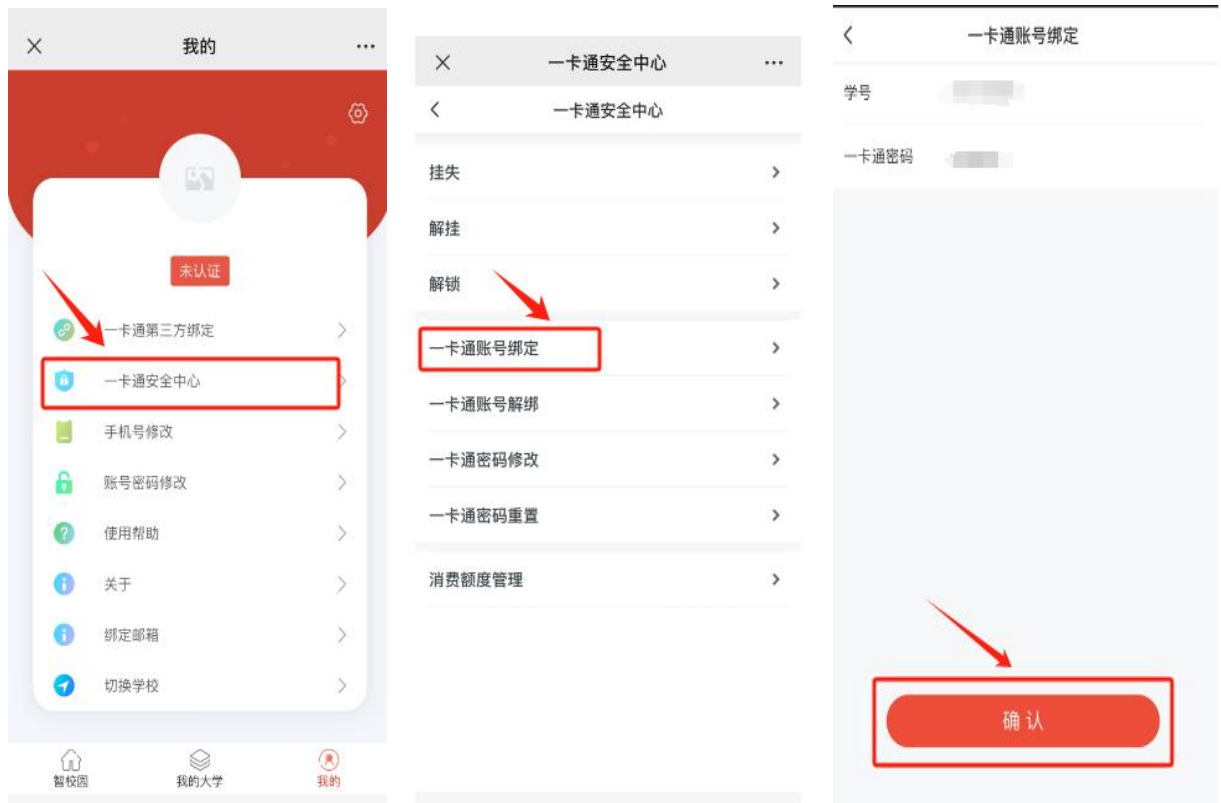 我的
未认证
一卡通第三方绑定
一卡通安全中心
手机号修改
账号密码修改
使用帮助
关于
绑定邮箱
切换学校
智校园
我的大学
我的
一卡通安全中心
一卡通安全中心
挂失
解挂
解锁
一卡通账号绑定
一卡通账号解绑
一卡通密码修改
一卡通密码重置
消费额度管理
一卡通账号绑定
学号
一卡通密码
确认